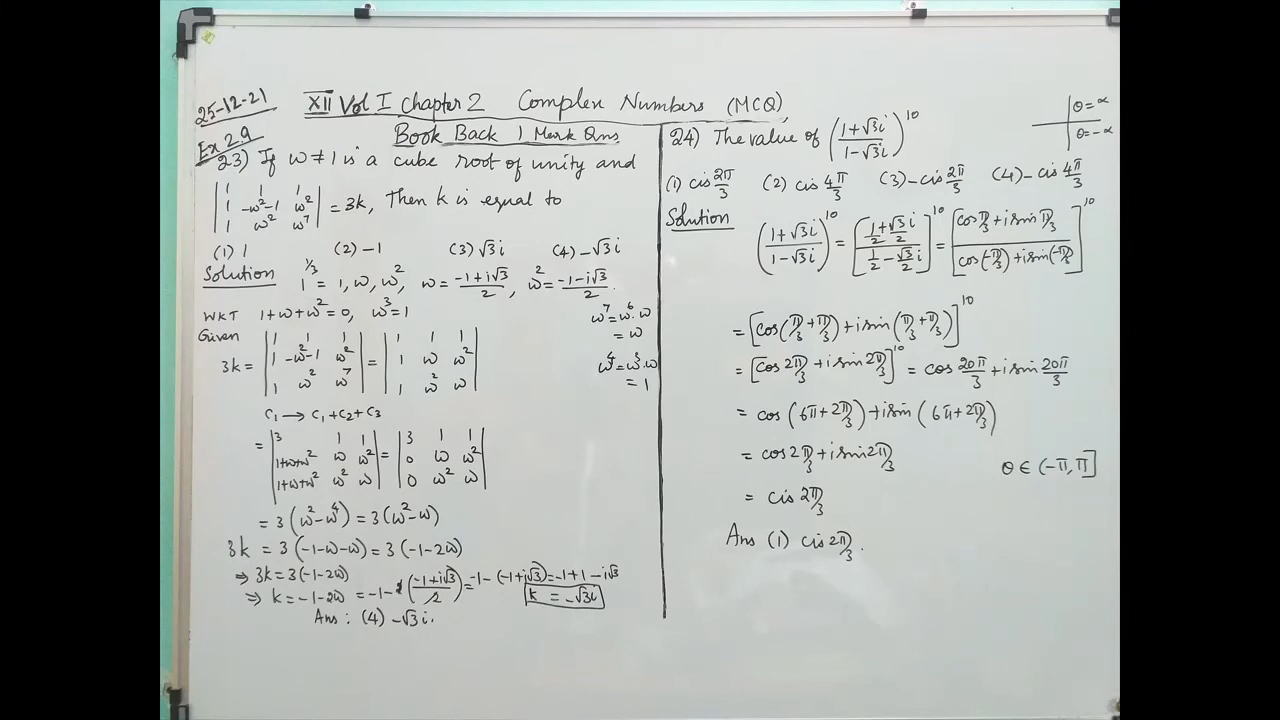 25-12-21
XII Vol I Chapter 2 Complex Numbers (MCQ)
Ex 2.9
Book Back 1 Mark Qns
23) If ω ≠ 1 is a cube root of unity and
| 1 1 1 |
| 1 -ω²-1 ω² | = 3k, Then k is equal to
| 1 ω² ω⁷ |
(1) 1 (2) -1 (3) √3i (4) -√3i
Solution 1^(1/3) = 1, ω, ω², ω = (-1+i√3)/2, ω² = (-1-i√3)/2.
WKT 1+ω+ω²=0, ω³=1
ω⁷=ω⁶.ω
= ω
ω⁴=ω³.ω
= 1
Given
3k = | 1 1 1 | = | 1 1 1 |
| 1 -ω²-1 ω² | | 1 ω ω² |
| 1 ω² ω⁷ | | 1 ω² ω |
C₁ → C₁+C₂+C₃
= | 3 1 1 | = | 3 1 1 |
| 1+ω+ω² ω ω² | | 0 ω ω² |
| 1+ω+ω² ω² ω | | 0 ω² ω |
= 3(ω²-ω⁴) = 3(ω²-ω)
3k = 3(-1-ω-ω) = 3(-1-2ω)
⇒ 3k = 3(-1-2ω)
⇒ k = -1-2ω = -1-2((-1+i√3)/2) = -1-(-1+i√3) = -1+1-i√3
k = -√3i
Ans : (4) -√3i.
24) The value of ((1+√3i)/(1-√3i))^10
θ=α
θ=-α
(1) cis 2π/3 (2) cis 4π/3 (3) -cis 2π/3 (4) -cis 4π/3
Solution
((1+√3i)/(1-√3i))^10 = [(1/2+√3/2 i)/(1/2-√3/2 i)]^10 = [(cos π/3+i sin π/3)/(cos(-π/3)+i sin(-π/3))]^10
= [cos(π/3+π/3)+i sin(π/3+π/3)]^10
= [cos 2π/3+i sin 2π/3]^10 = cos 20π/3+i sin 20π/3
= cos (6π+2π/3)+i sin (6π+2π/3)
= cos 2π/3+i sin 2π/3
θ ∈ (-π, π]
= cis 2π/3
Ans (1) cis 2π/3.